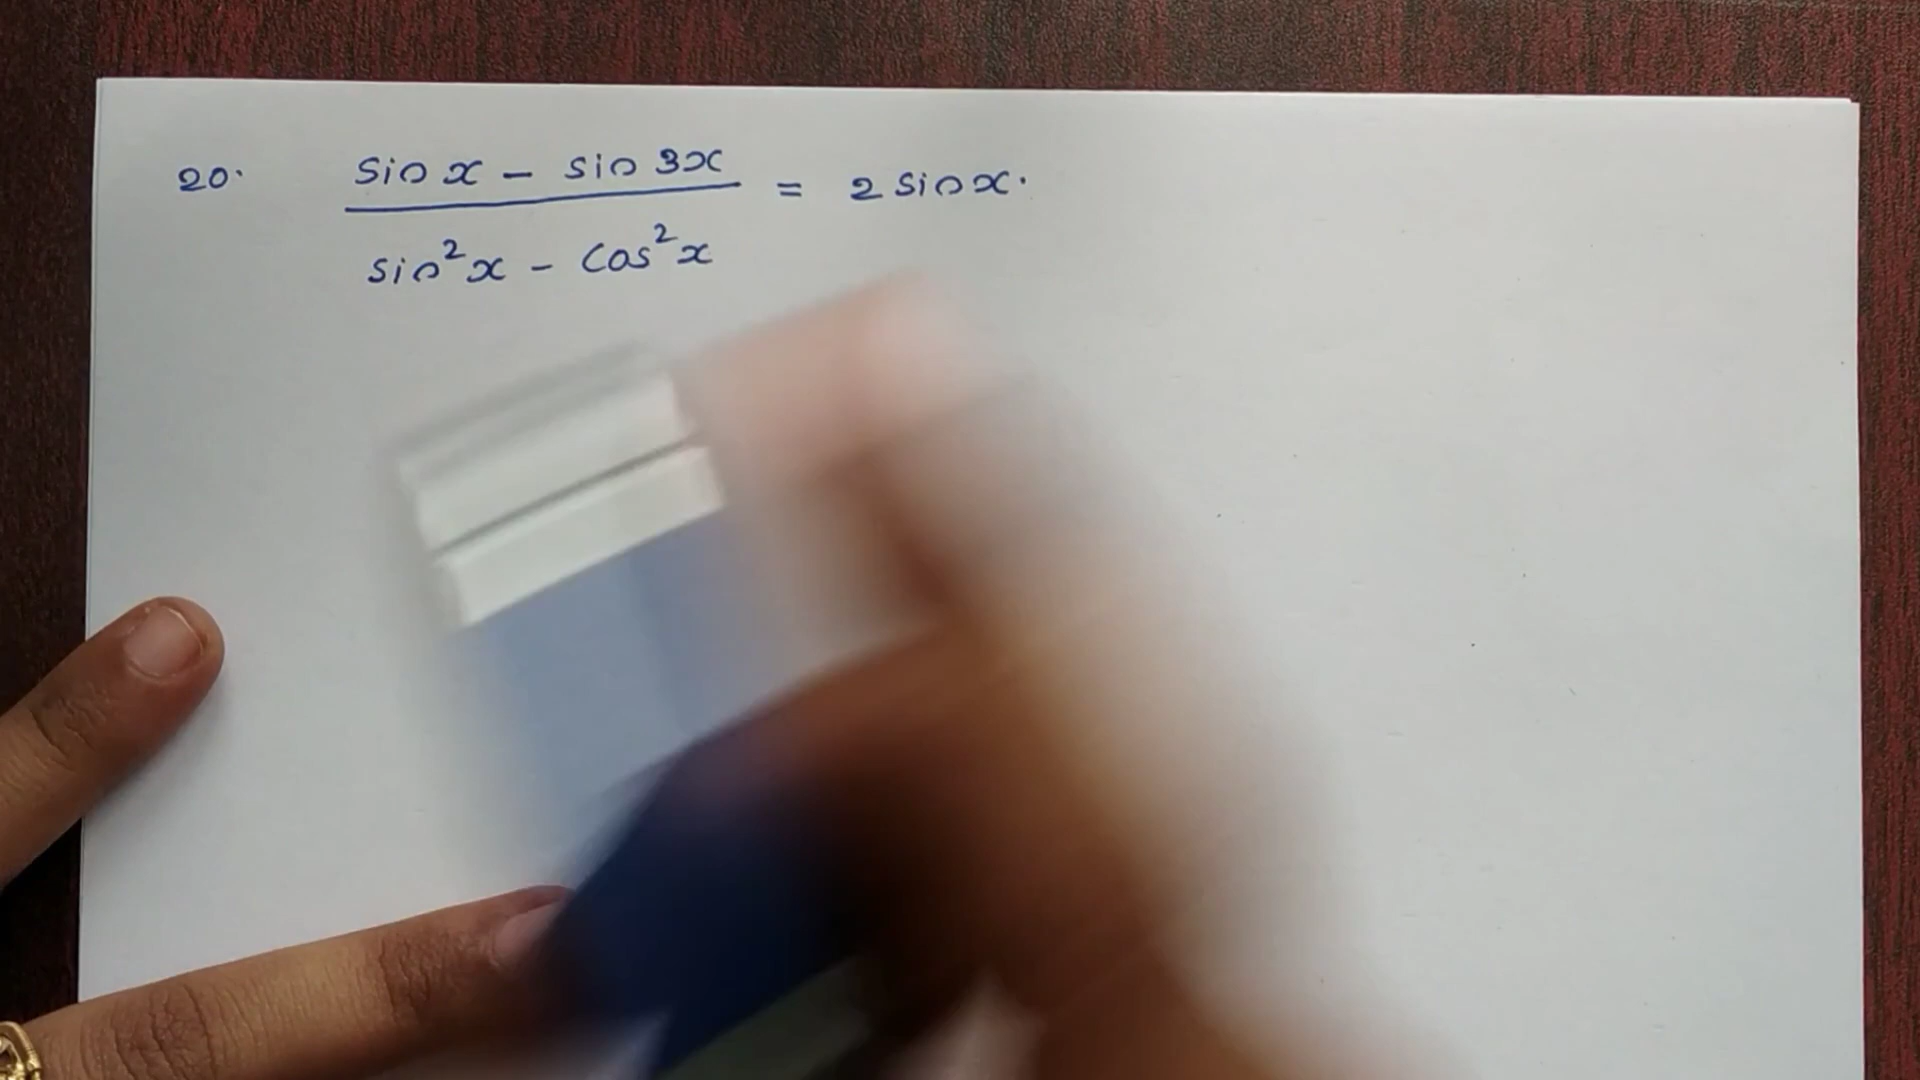 20. sin x - sin 3x / sin²x - cos²x = 2 sin x.